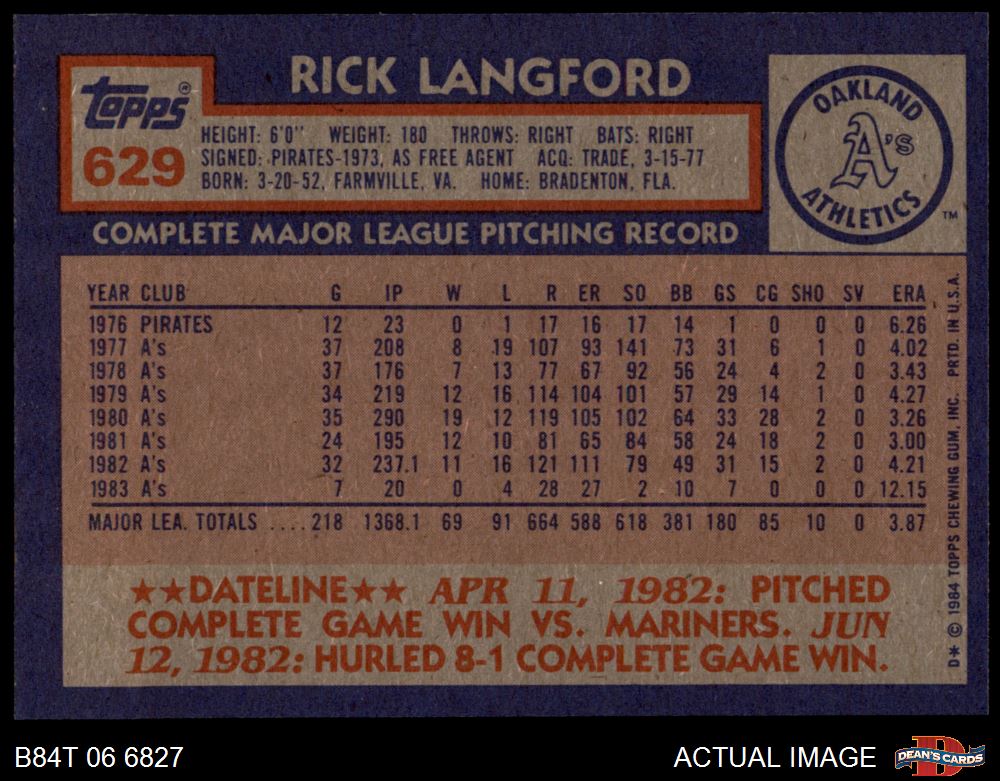 RICK LANGFORD
topps®
629
HEIGHT: 6'0" WEIGHT: 180 THROWS: RIGHT BATS: RIGHT
SIGNED: PIRATES-1973, AS FREE AGENT ACQ: TRADE, 3-15-77
BORN: 3-20-52, FARMVILLE, VA. HOME: BRADENTON, FLA.
OAKLAND
A's
ATHLETICS
TM
COMPLETE MAJOR LEAGUE PITCHING RECORD
YEAR CLUB G IP W L R ER SO BB GS CG SHO SV ERA
1976 PIRATES 12 23 0 1 17 16 17 14 1 0 0 0 6.26
1977 A's 37 208 8 19 107 93 141 73 31 6 1 0 4.02
1978 A's 37 176 7 13 77 67 92 56 24 4 2 0 3.43
1979 A's 34 219 12 16 114 104 101 57 29 14 1 0 4.27
1980 A's 35 290 19 12 119 105 102 64 33 28 2 0 3.26
1981 A's 24 195 12 10 81 65 84 58 24 18 2 0 3.00
1982 A's 32 237.1 11 16 121 111 79 49 31 15 2 0 4.21
1983 A's 7 20 0 4 28 27 2 10 7 0 0 0 12.15
MAJOR LEA. TOTALS ....218 1368.1 69 91 664 588 618 381 180 85 10 0 3.87
★★DATELINE★★ APR 11, 1982: PITCHED
COMPLETE GAME WIN VS. MARINERS. JUN
12, 1982: HURLED 8-1 COMPLETE GAME WIN.
D* © 1984 TOPPS CHEWING GUM, INC. PRTD. IN U.S.A.
B84T 06 6827
ACTUAL IMAGE
DEAN'S CARDS